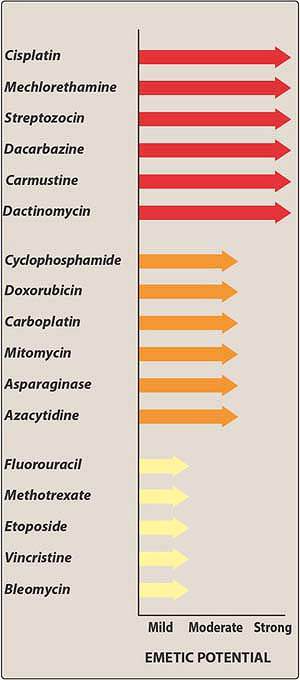 Cisplatin
Mechlorethamine
Streptozocin
Dacarbazine
Carmustine
Dactinomycin
Cyclophosphamide
Doxorubicin
Carboplatin
Mitomycin
Asparaginase
Azacytidine
Fluorouracil
Methotrexate
Etoposide
Vincristine
Bleomycin
Mild Moderate Strong
EMETIC POTENTIAL